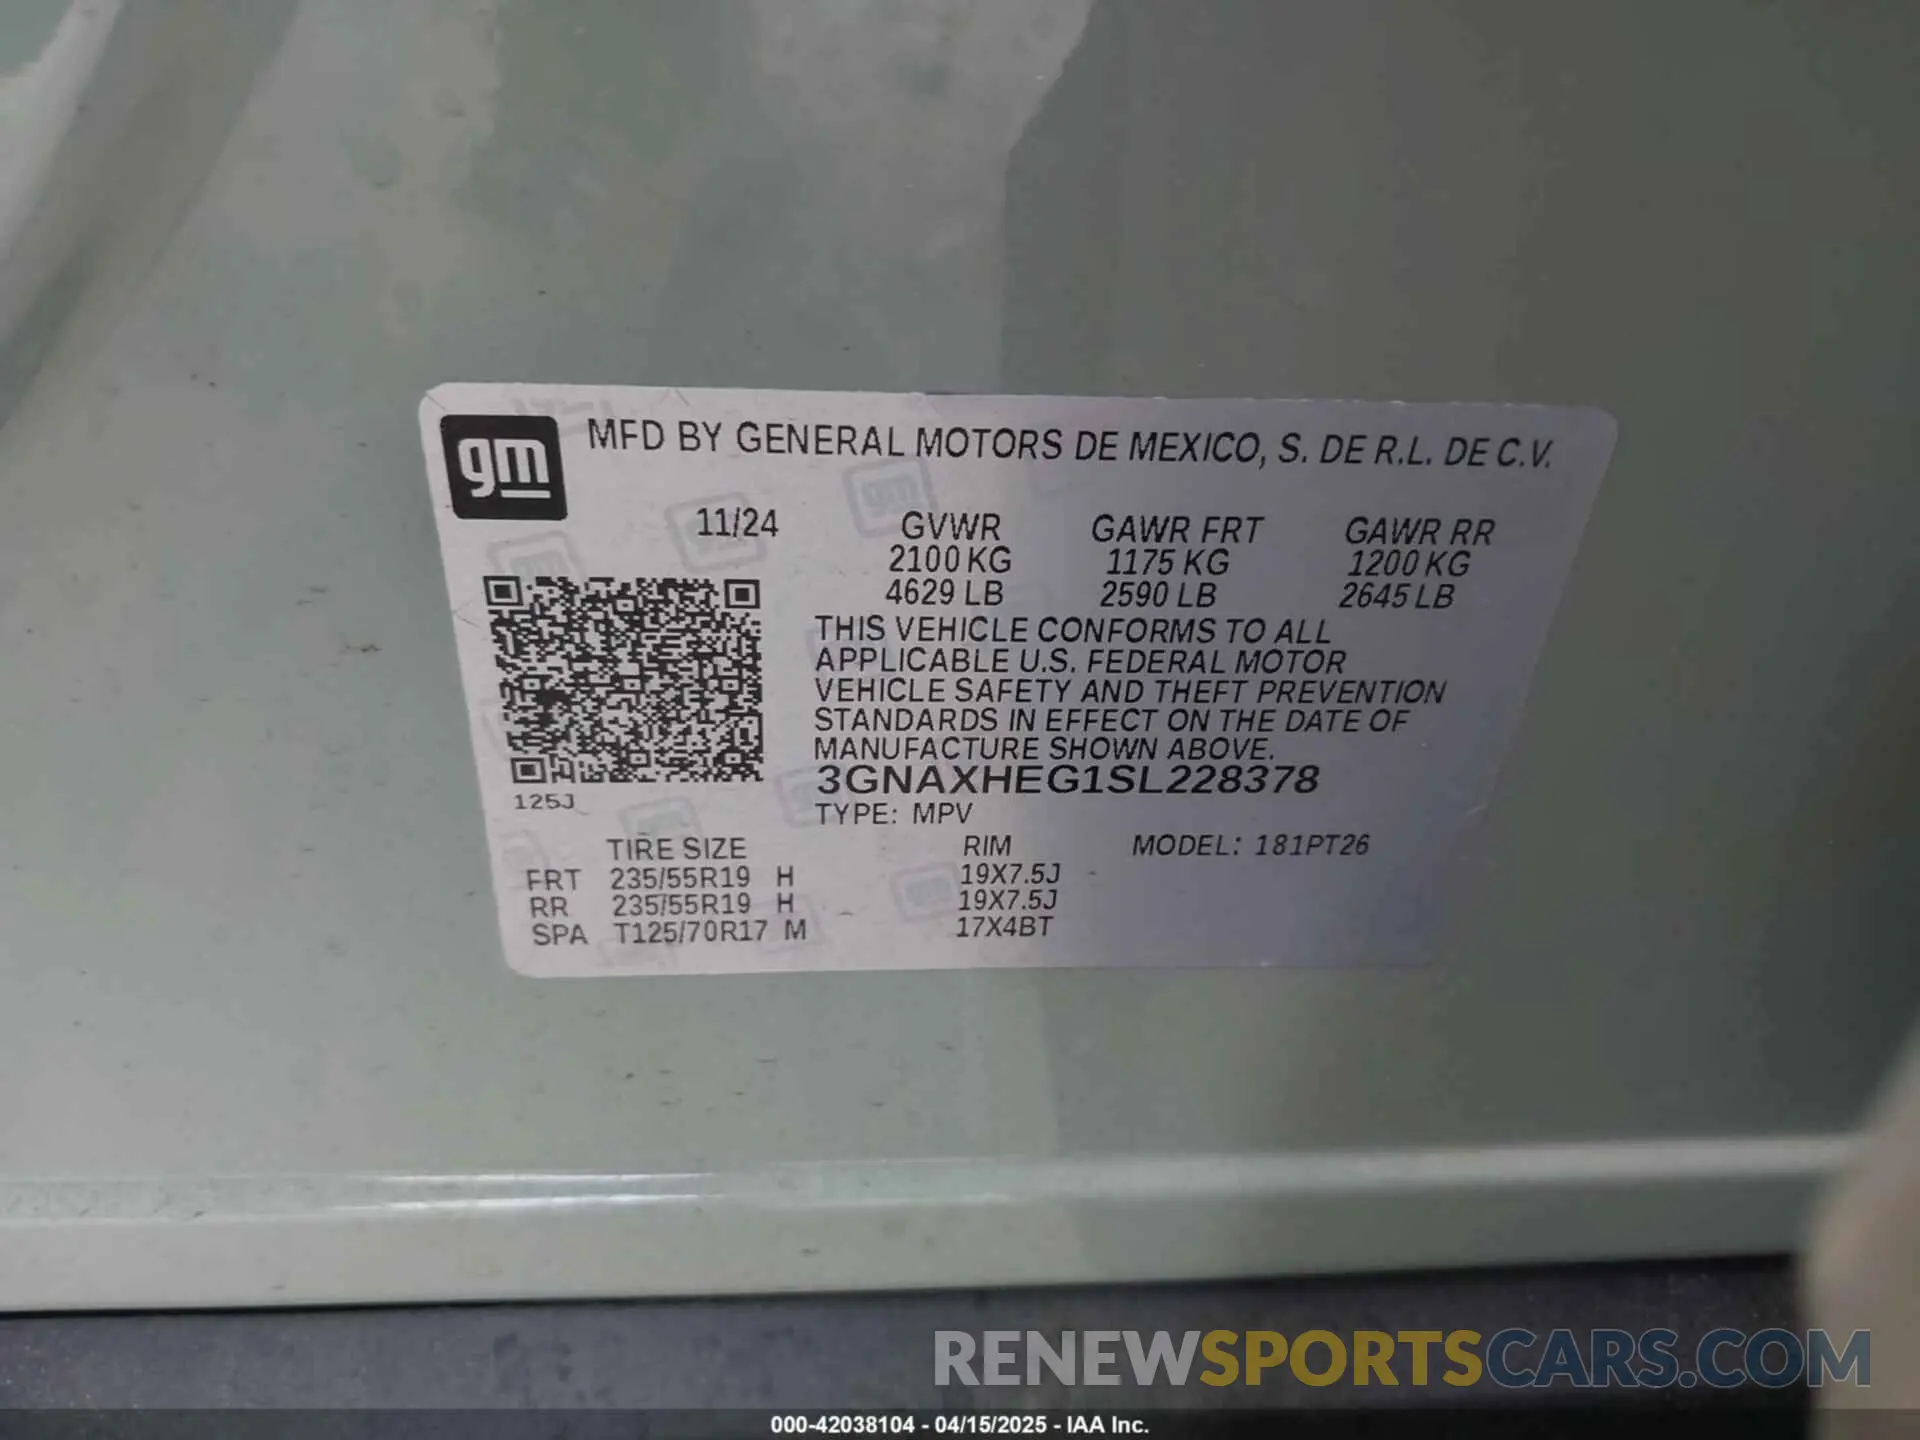 gm
MFD BY GENERAL MOTORS DE MEXICO, S. DE R.L. DE C.V.
11/24 GVWR GAWR FRT GAWR RR
2100 KG 1175 KG 1200 KG
4629 LB 2590 LB 2645 LB
THIS VEHICLE CONFORMS TO ALL
APPLICABLE U.S. FEDERAL MOTOR
VEHICLE SAFETY AND THEFT PREVENTION
STANDARDS IN EFFECT ON THE DATE OF
MANUFACTURE SHOWN ABOVE.
3GNAXHEG1SL228378
125J
TYPE: MPV
TIRE SIZE RIM MODEL: 181PT26
FRT 235/55R19 H 19X7.5J
RR 235/55R19 H 19X7.5J
SPA T125/70R17 M 17X4BT
RENEWSPORTSCARS.COM
000-42038104 - 04/15/2025 - IAA Inc.